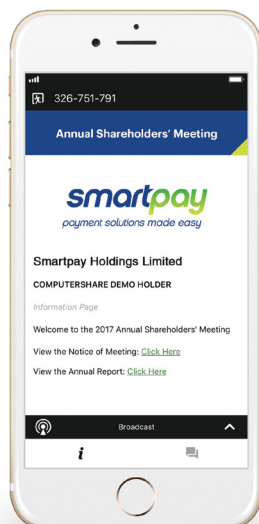 326-751-791
Annual Shareholders' Meeting
smartpay
payment solutions made easy
Smartpay Holdings Limited
COMPUTERSHARE DEMO HOLDER
Information Page
Welcome to the 2017 Annual Shareholders' Meeting
View the Notice of Meeting: Click Here
View the Annual Report: Click Here
Broadcast
i